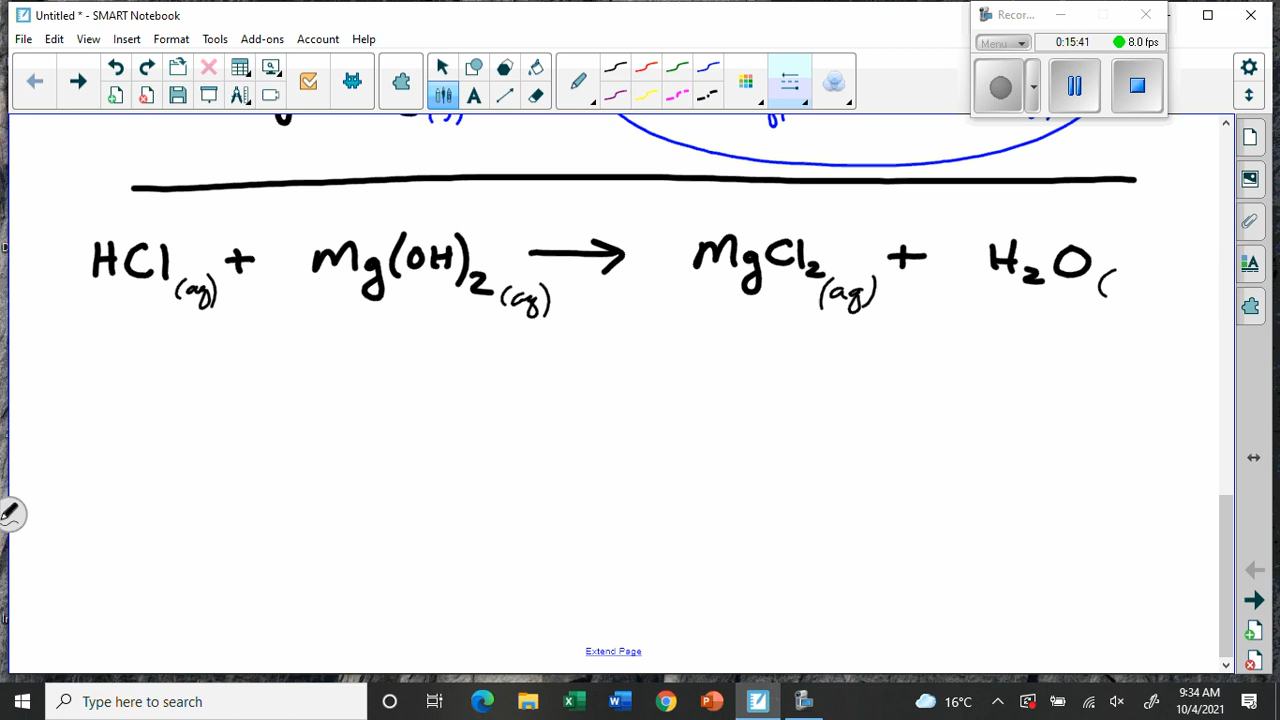 Untitled * - SMART Notebook
Recor...
File Edit View Insert Format Tools Add-ons Account Help
Menu 0:15:41 8.0 fps
HCl(aq) + Mg(OH)₂(aq) → MgCl₂(aq) + H₂O(
Extend Page
Type here to search
16°C
9:34 AM
10/4/2021